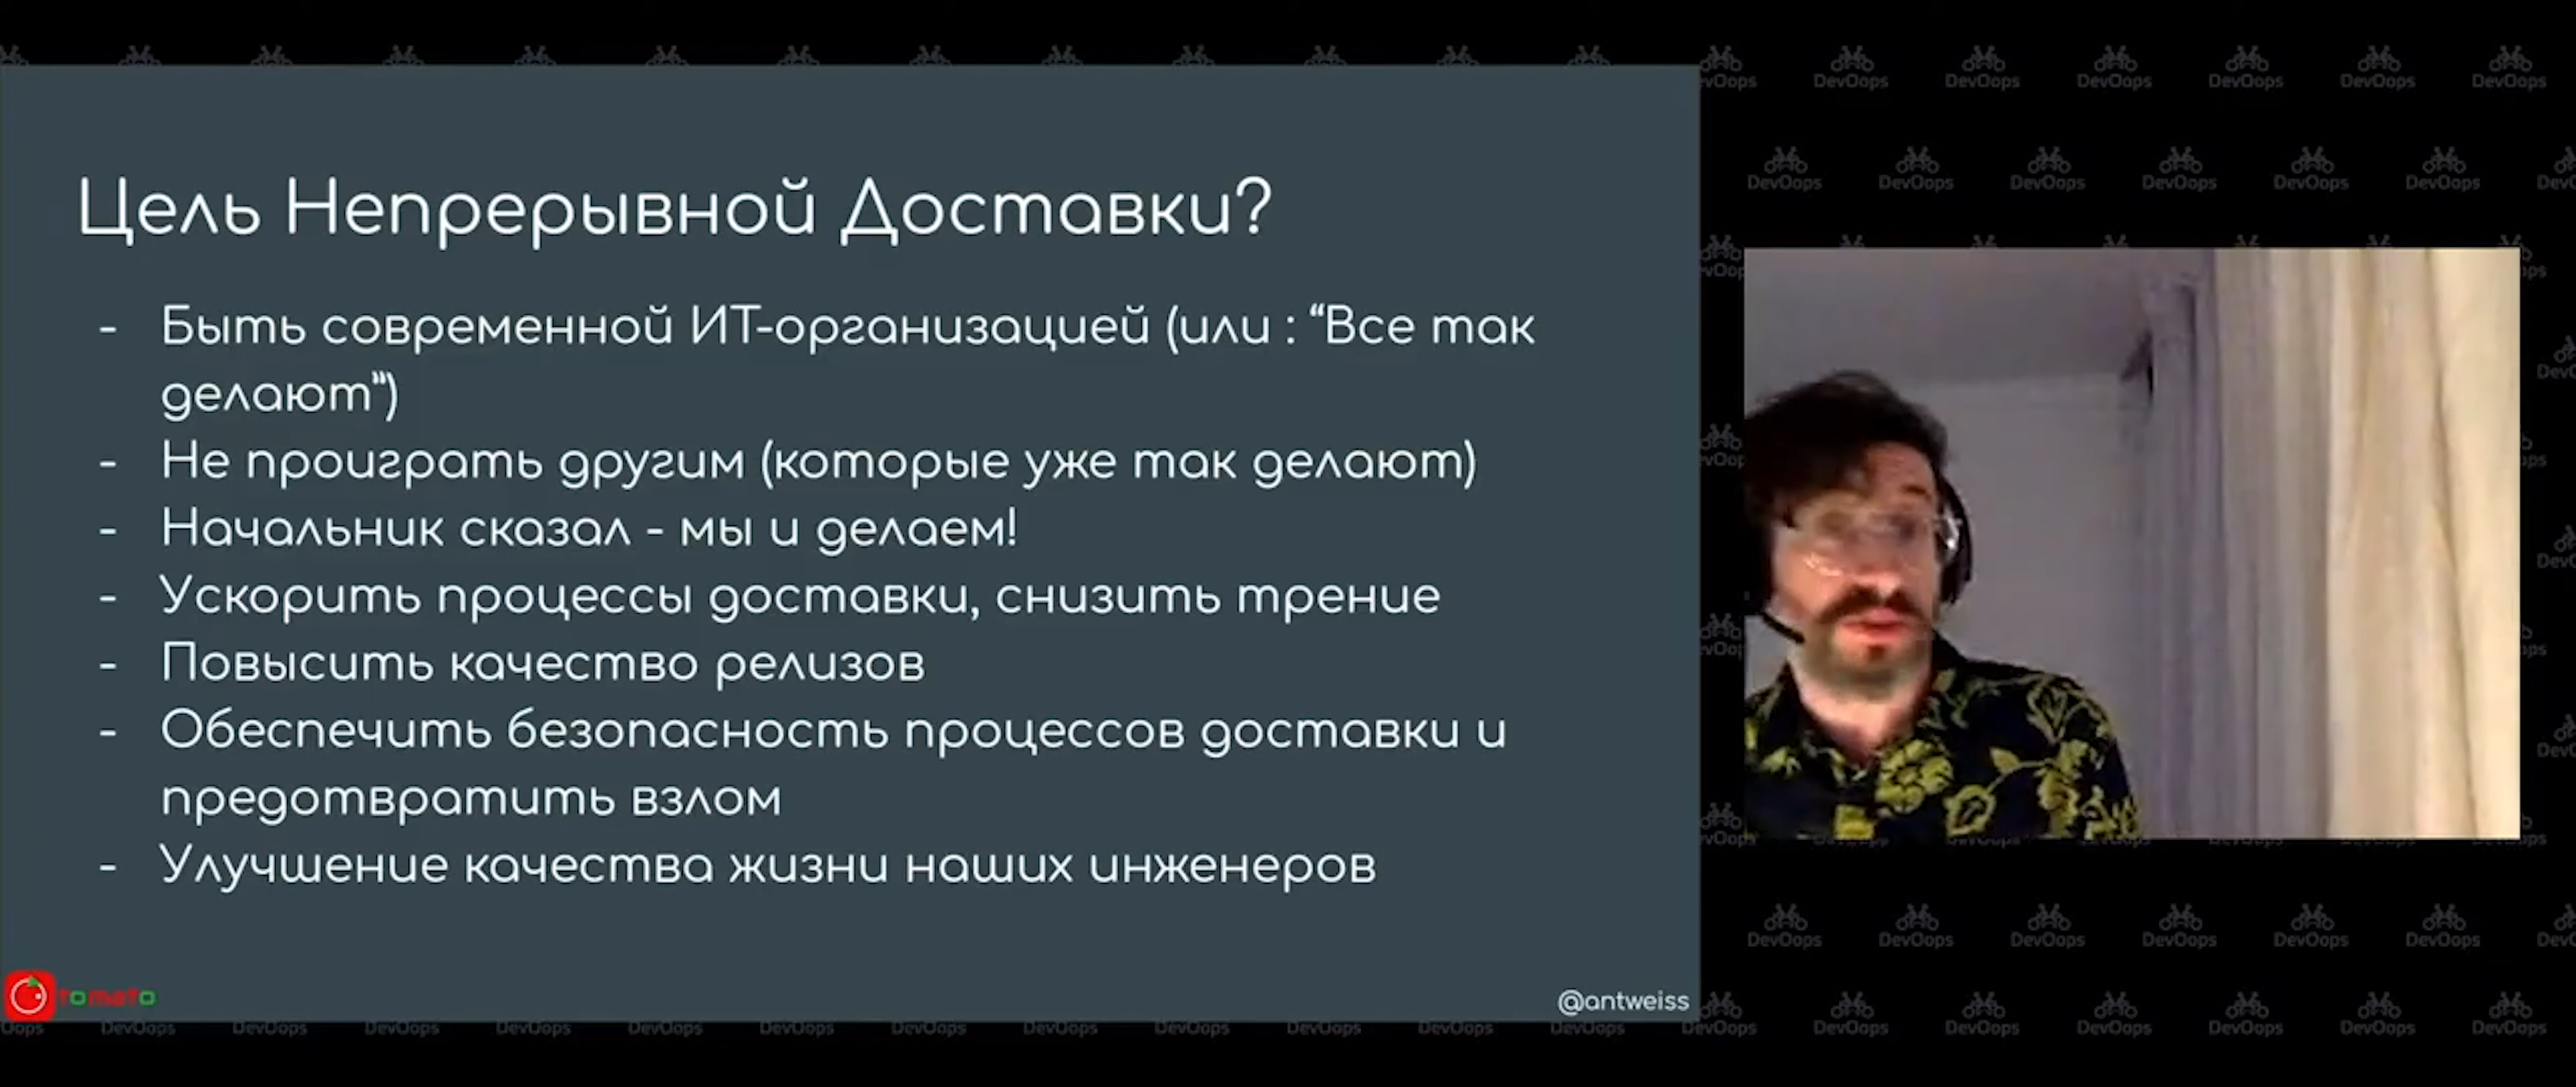 Цель Непрерывной Доставки?
- Быть современной ИТ-организацией (или : “Все так
делают”)
- Не проиграть другим (которые уже так делают)
- Начальник сказал - мы и делаем!
- Ускорить процессы доставки, снизить трение
- Повысить качество релизов
- Обеспечить безопасность процессов доставки и
предотвратить взлом
- Улучшение качества жизни наших инженеров
tomato
@antweiss
DevOops